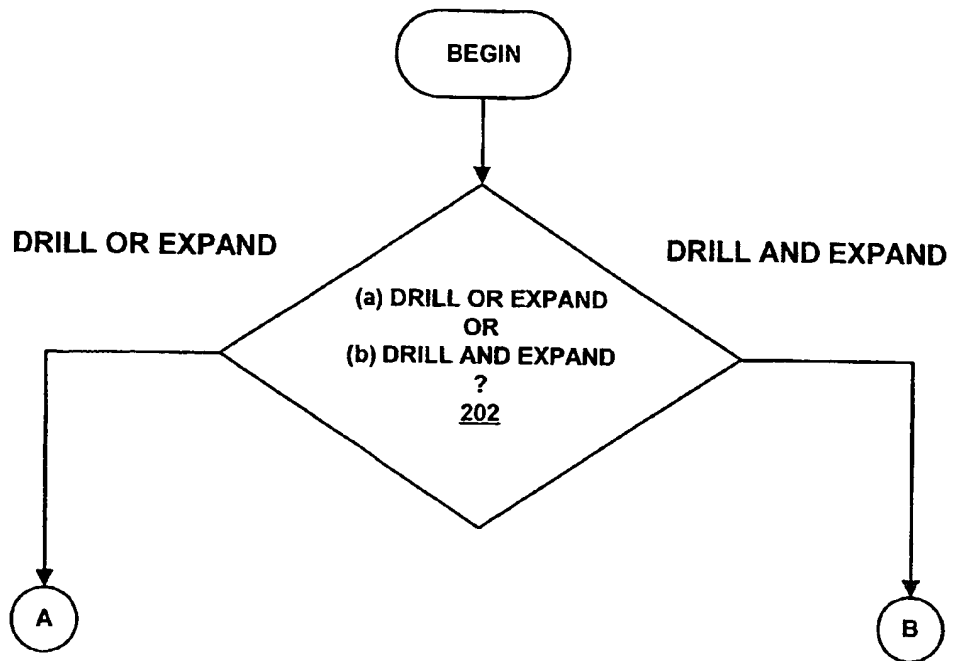 BEGIN
DRILL OR EXPAND
DRILL AND EXPAND
(a) DRILL OR EXPAND
OR
(b) DRILL AND EXPAND
?
202
A
B